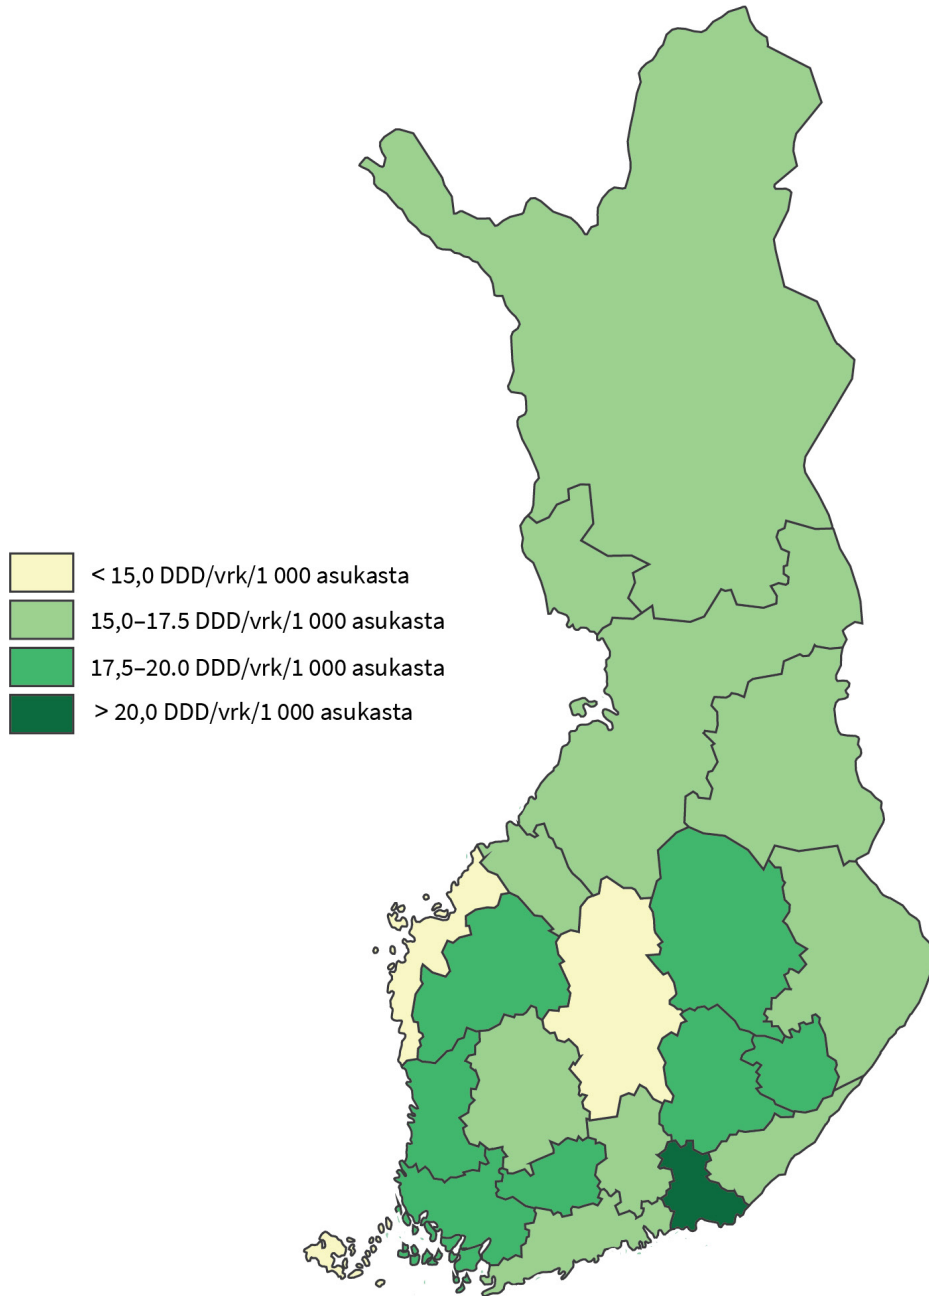 < 15,0 DDD/vrk/1 000 asukasta
15,0–17.5 DDD/vrk/1 000 asukasta
17,5–20.0 DDD/vrk/1 000 asukasta
> 20,0 DDD/vrk/1 000 asukasta